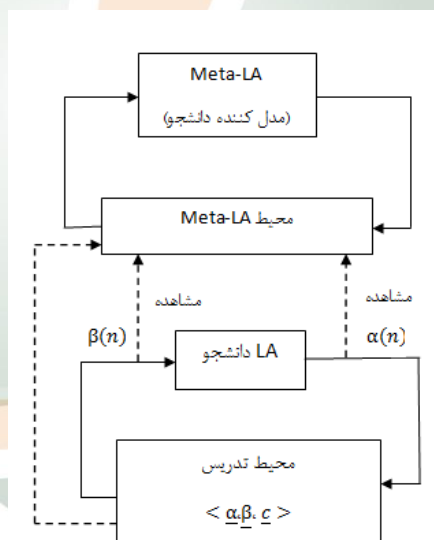 Meta-LA
(مدل کننده دانشجو)
محیط Meta-LA
مشاهده
مشاهده
β(n)
α(n)
LA دانشجو
محیط تدریس
< α، β، c >